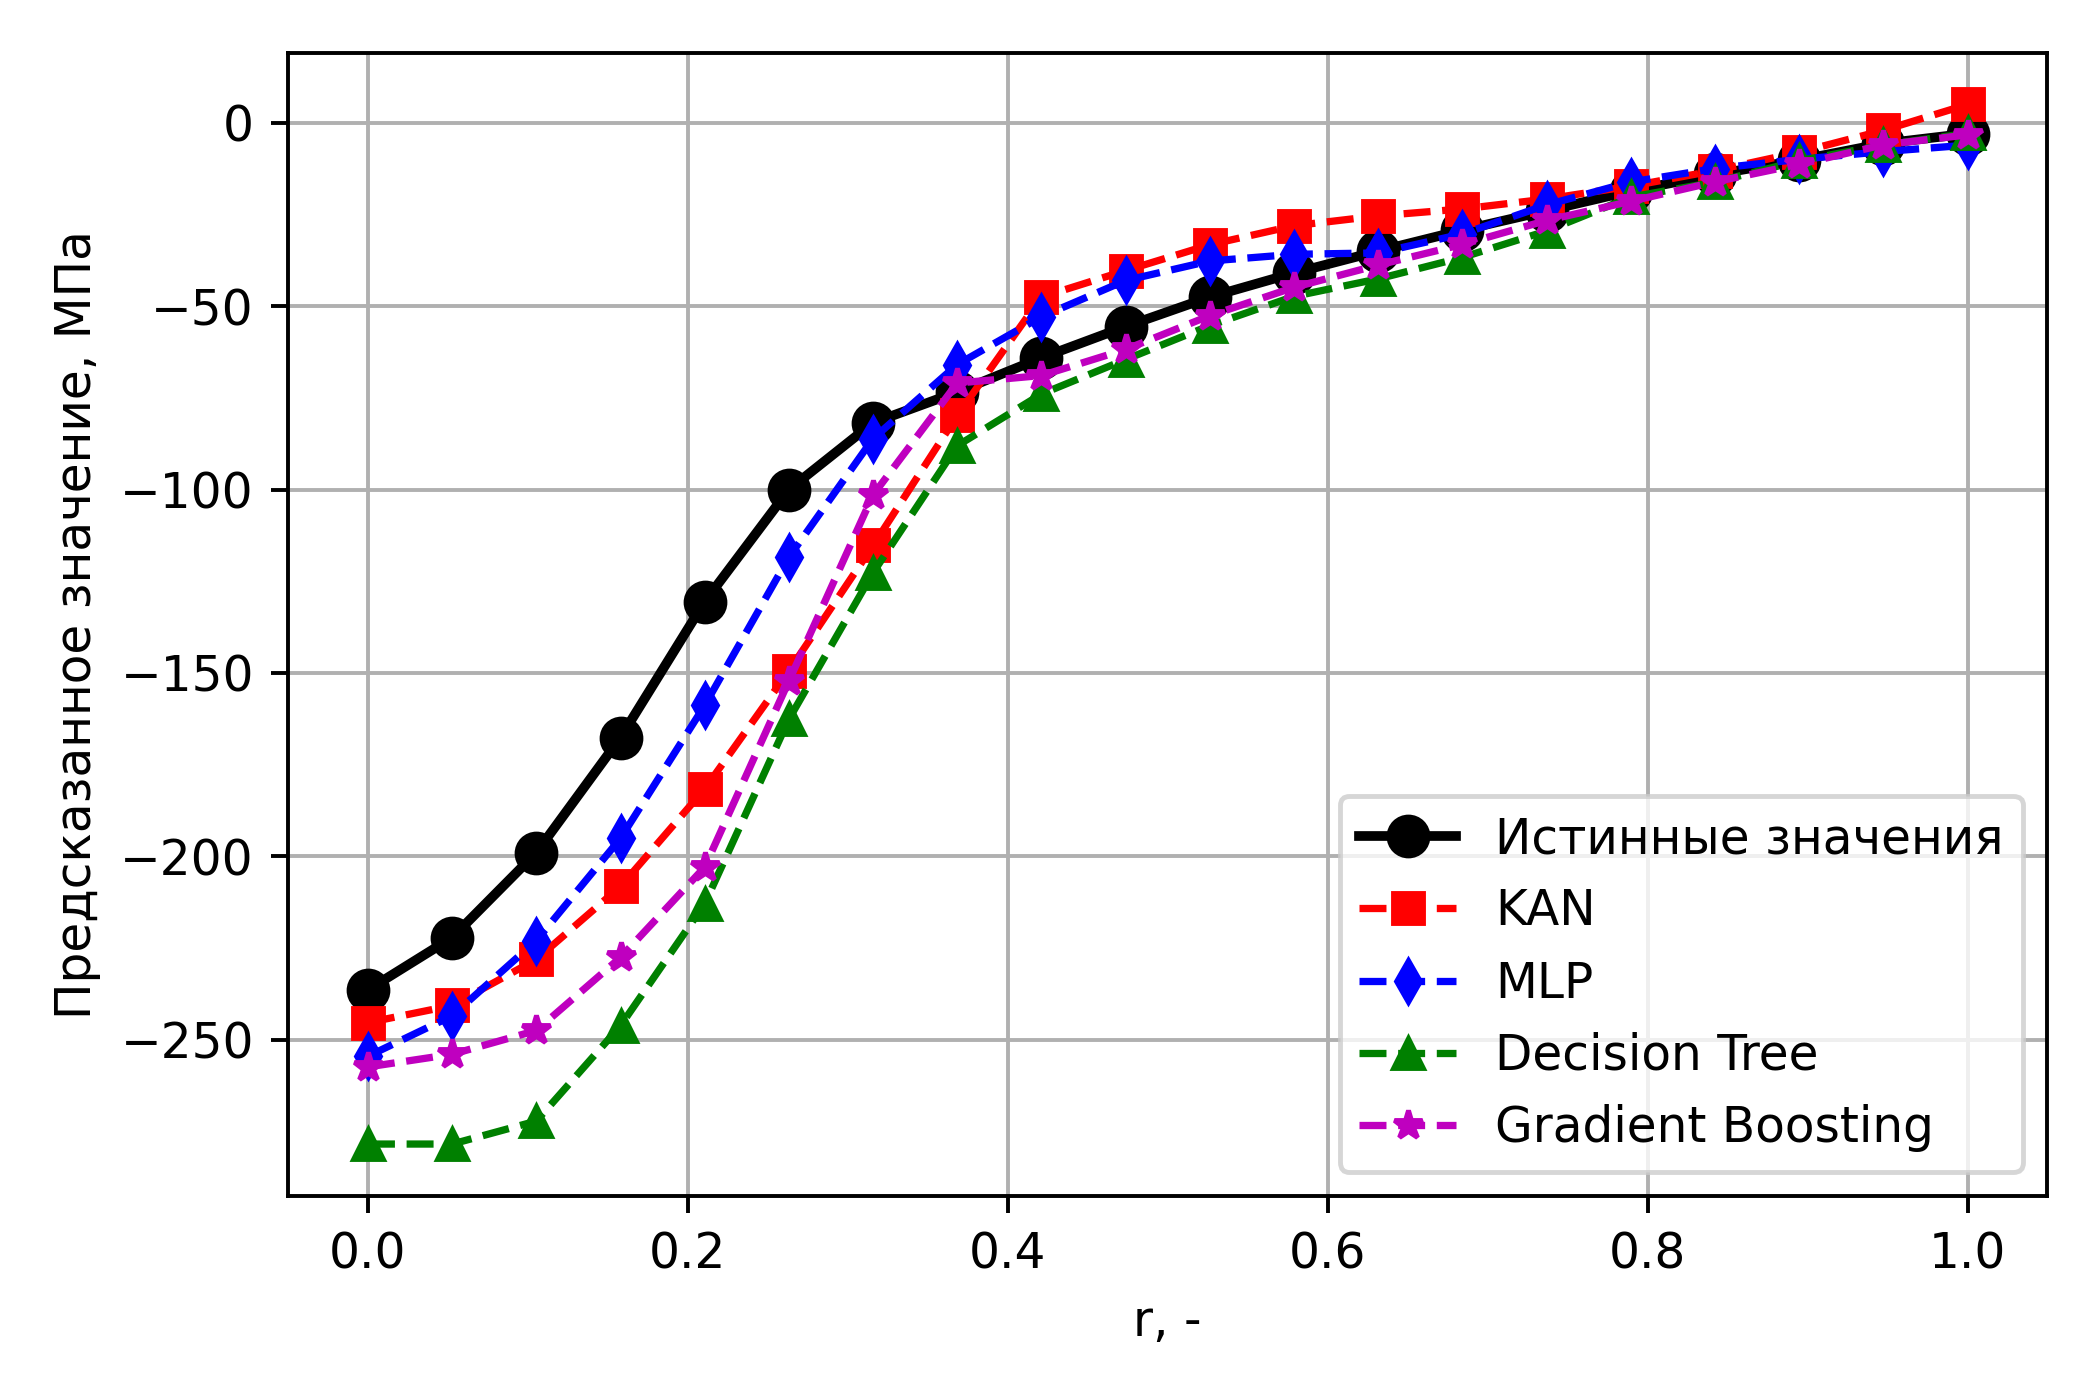 Предсказанное значение, МПа
0
−50
−100
−150
−200
−250
0.0 0.2 0.4 0.6 0.8 1.0
r, -
Истинные значения
KAN
MLP
Decision Tree
Gradient Boosting